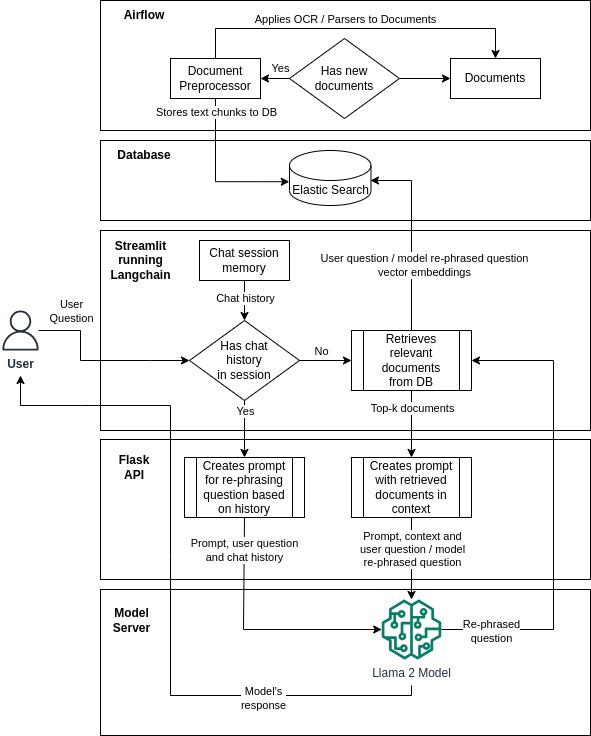 Airflow
Applies OCR / Parsers to Documents
Document
Preprocessor
Yes
Has new
documents
Documents
Stores text chunks to DB
Database
Elastic Search
Streamlit
running
Langchain
Chat session
memory
User question / model re-phrased question
vector embeddings
Chat history
User
Question
User
Has chat
history
in session
No
Retrieves
relevant
documents
from DB
Yes
Top-k documents
Flask
API
Creates prompt
for re-phrasing
question based
on history
Creates prompt
with retrieved
documents in
context
Prompt, user question
and chat history
Prompt, context and
user question / model
re-phrased question
Model
Server
Re-phrased
question
Llama 2 Model
Model's
response